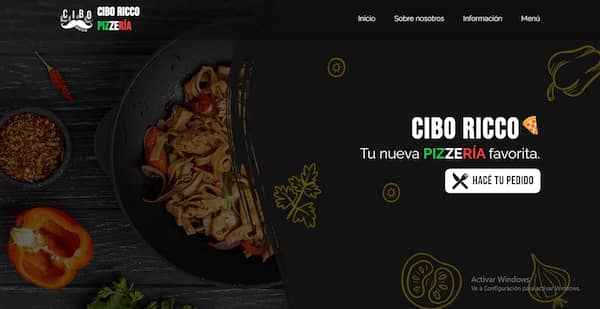 CIBO
CIBO RICCO
PIZZERÍA
Inicio
Sobre nosotros
Información
Menú
CIBO RICCO
Tu nueva PIZZERÍA favorita.
HACÉ TU PEDIDO
Activar Windows
Ve a Configuración para activar Windows.